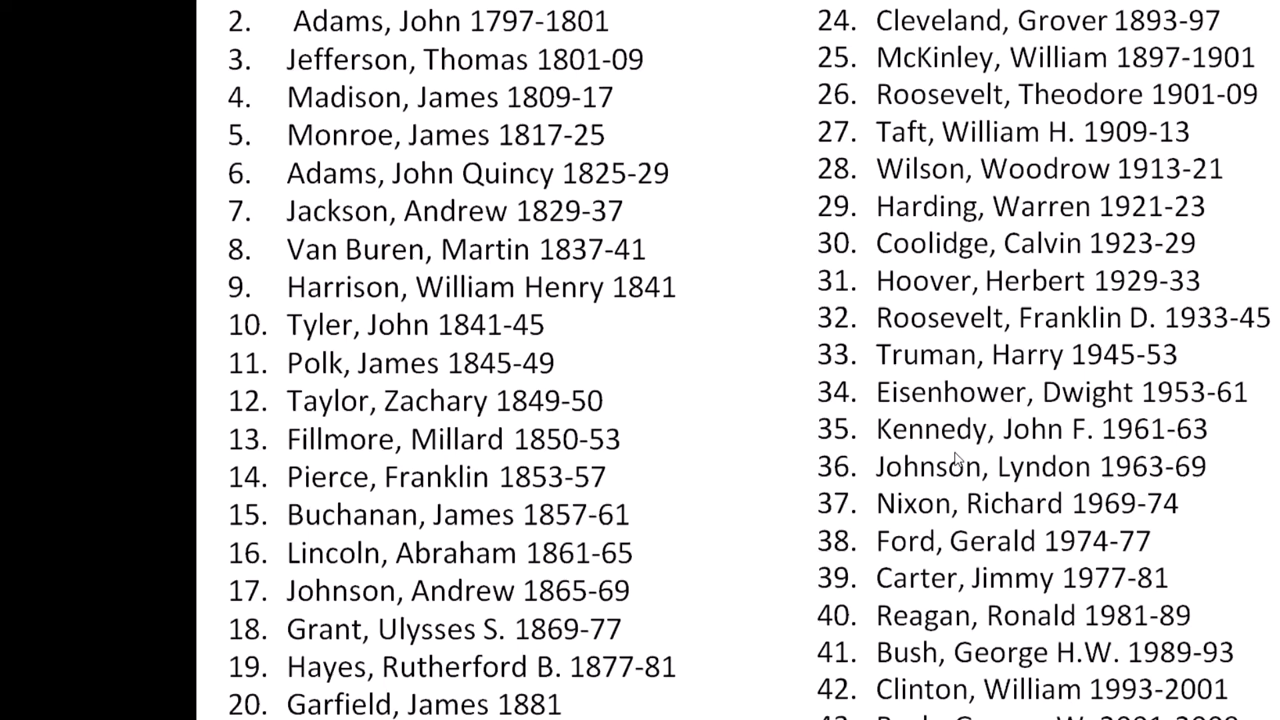 2. Adams, John 1797-1801
3. Jefferson, Thomas 1801-09
4. Madison, James 1809-17
5. Monroe, James 1817-25
6. Adams, John Quincy 1825-29
7. Jackson, Andrew 1829-37
8. Van Buren, Martin 1837-41
9. Harrison, William Henry 1841
10. Tyler, John 1841-45
11. Polk, James 1845-49
12. Taylor, Zachary 1849-50
13. Fillmore, Millard 1850-53
14. Pierce, Franklin 1853-57
15. Buchanan, James 1857-61
16. Lincoln, Abraham 1861-65
17. Johnson, Andrew 1865-69
18. Grant, Ulysses S. 1869-77
19. Hayes, Rutherford B. 1877-81
20. Garfield, James 1881
24. Cleveland, Grover 1893-97
25. McKinley, William 1897-1901
26. Roosevelt, Theodore 1901-09
27. Taft, William H. 1909-13
28. Wilson, Woodrow 1913-21
29. Harding, Warren 1921-23
30. Coolidge, Calvin 1923-29
31. Hoover, Herbert 1929-33
32. Roosevelt, Franklin D. 1933-45
33. Truman, Harry 1945-53
34. Eisenhower, Dwight 1953-61
35. Kennedy, John F. 1961-63
36. Johnson, Lyndon 1963-69
37. Nixon, Richard 1969-74
38. Ford, Gerald 1974-77
39. Carter, Jimmy 1977-81
40. Reagan, Ronald 1981-89
41. Bush, George H.W. 1989-93
42. Clinton, William 1993-2001